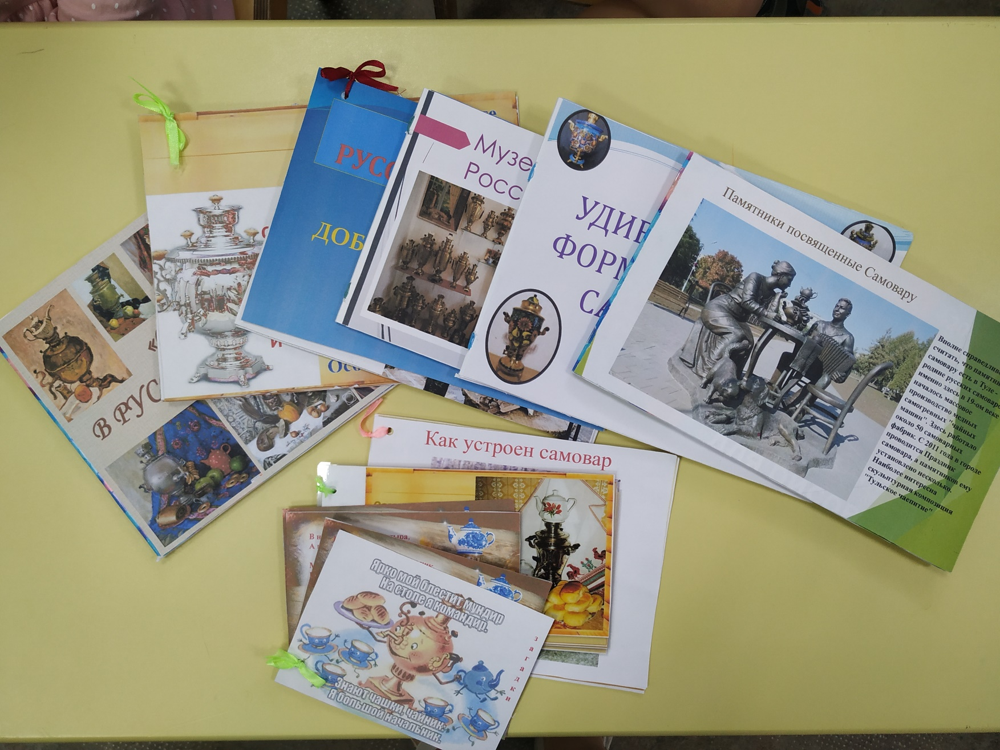 РУСС
ДОБ
Музе
Росс
УДИВ
ФОРМ
СА
Памятники посвященные Самовару
Вполне справедливо
считать, что памятник
самовару есть в Туле -
родине русских самоваров
именно здесь в 19-ом веке
началось массовое
производство медных
самогревных "чайных
машин". Здесь работало
около 50 самоварных
фабрик. С 2011 года в городе
проводится Праздник
самовара, а памятников ему
установлено несколько.
Наиболее интересна
скульптурная композиция
"Тульское чаепитие"
В РУС
и
Осо
Как устроен самовар
В н
А
Ярко мой блестит мундир
На столе я командир.
Знают чашки, чайник:
Я большой начальник.
загадки